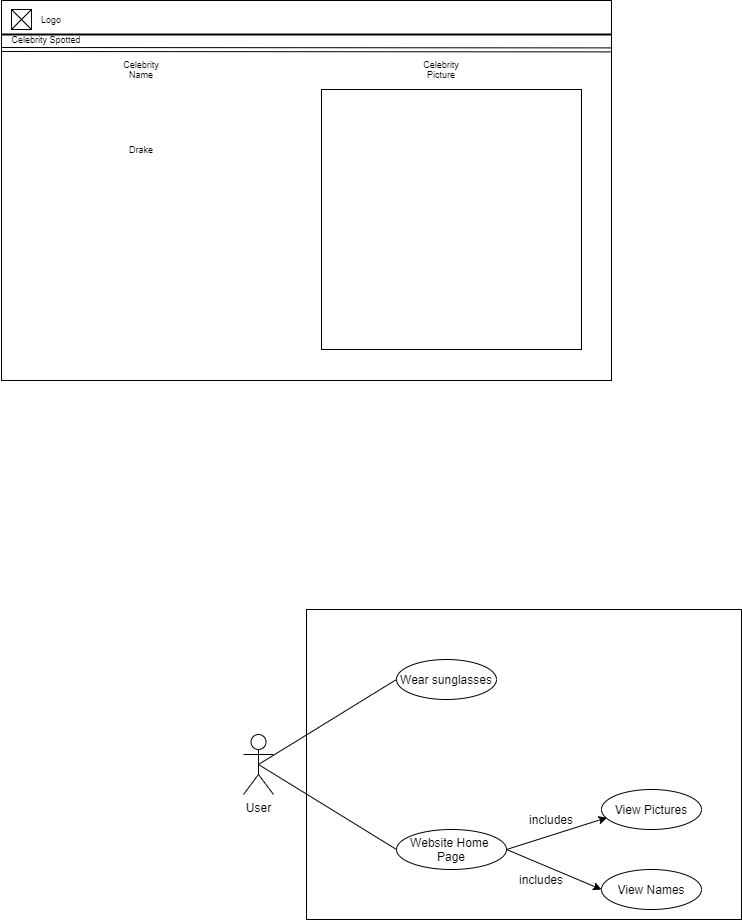 Logo
Celebrity Spotted
Celebrity
Name
Celebrity
Picture
Drake
Wear sunglasses
User
Website Home
Page
includes
View Pictures
includes
View Names